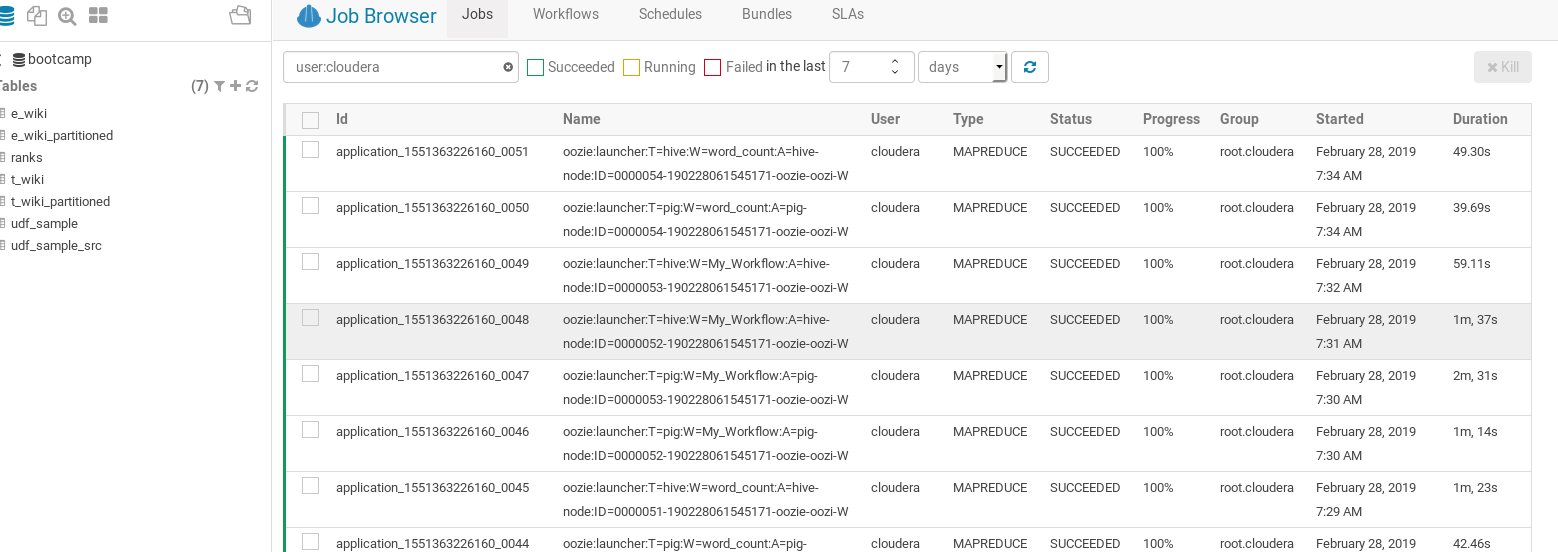 Job Browser Jobs Workflows Schedules Bundles SLAs
bootcamp
ables (7)
e_wiki
e_wiki_partitioned
ranks
t_wiki
t_wiki_partitioned
udf_sample
udf_sample_src
user:cloudera Succeeded Running Failed in the last 7 days Kill
Id Name User Type Status Progress Group Started Duration
application_1551363226160_0051 oozie:launcher:T=hive:W=word_count:A=hive- cloudera MAPREDUCE SUCCEEDED 100% root.cloudera February 28, 2019 49.30s
node:ID=0000054-190228061545171-oozie-oozi-W 7:34 AM
application_1551363226160_0050 oozie:launcher:T=pig:W=word_count:A=pig- cloudera MAPREDUCE SUCCEEDED 100% root.cloudera February 28, 2019 39.69s
node:ID=0000054-190228061545171-oozie-oozi-W 7:34 AM
application_1551363226160_0049 oozie:launcher:T=hive:W=My_Workflow:A=hive- cloudera MAPREDUCE SUCCEEDED 100% root.cloudera February 28, 2019 59.11s
node:ID=0000053-190228061545171-oozie-oozi-W 7:32 AM
application_1551363226160_0048 oozie:launcher:T=hive:W=My_Workflow:A=hive- cloudera MAPREDUCE SUCCEEDED 100% root.cloudera February 28, 2019 1m, 37s
node:ID=0000052-190228061545171-oozie-oozi-W 7:31 AM
application_1551363226160_0047 oozie:launcher:T=pig:W=My_Workflow:A=pig- cloudera MAPREDUCE SUCCEEDED 100% root.cloudera February 28, 2019 2m, 31s
node:ID=0000053-190228061545171-oozie-oozi-W 7:30 AM
application_1551363226160_0046 oozie:launcher:T=pig:W=My_Workflow:A=pig- cloudera MAPREDUCE SUCCEEDED 100% root.cloudera February 28, 2019 1m, 14s
node:ID=0000052-190228061545171-oozie-oozi-W 7:30 AM
application_1551363226160_0045 oozie:launcher:T=hive:W=word_count:A=hive- cloudera MAPREDUCE SUCCEEDED 100% root.cloudera February 28, 2019 1m, 23s
node:ID=0000051-190228061545171-oozie-oozi-W 7:29 AM
application_1551363226160_0044 oozie:launcher:T=pig:W=word_count:A=pig- cloudera MAPREDUCE SUCCEEDED 100% root.cloudera February 28, 2019 42.46s